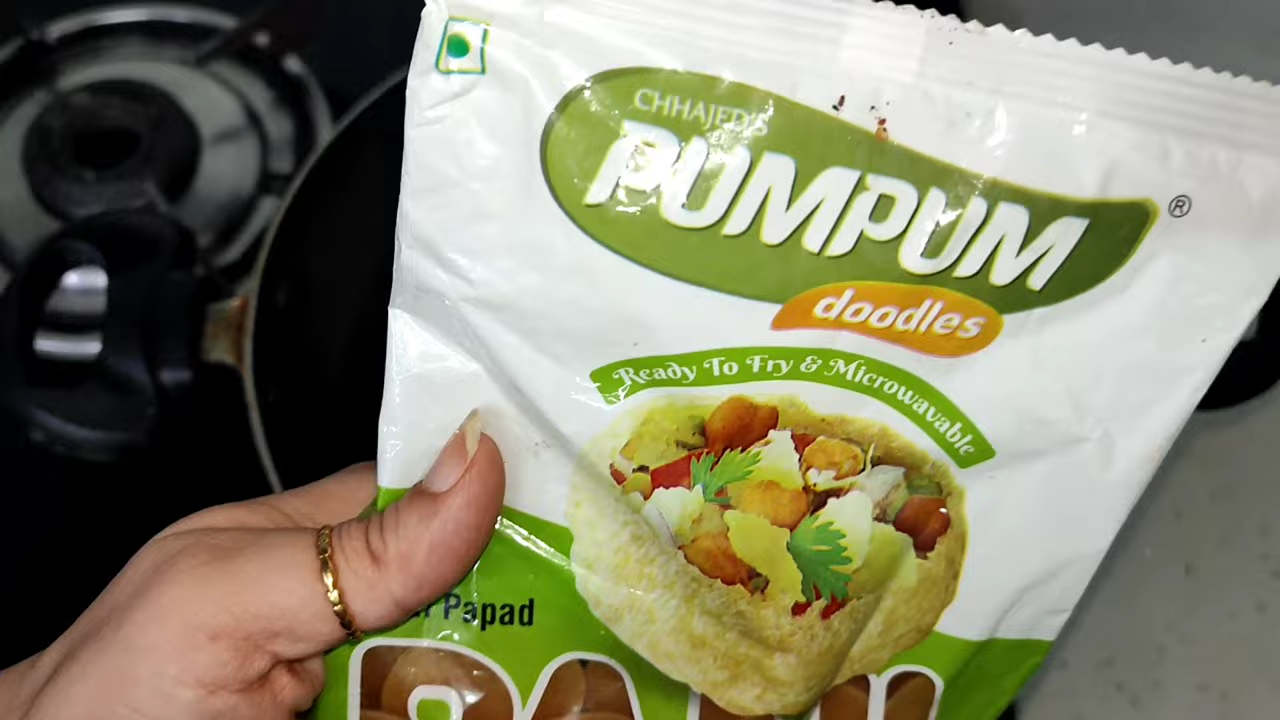 CHHAJED'S
PUMPUM
®
doodles
Ready To Fry & Microwavable
Papad